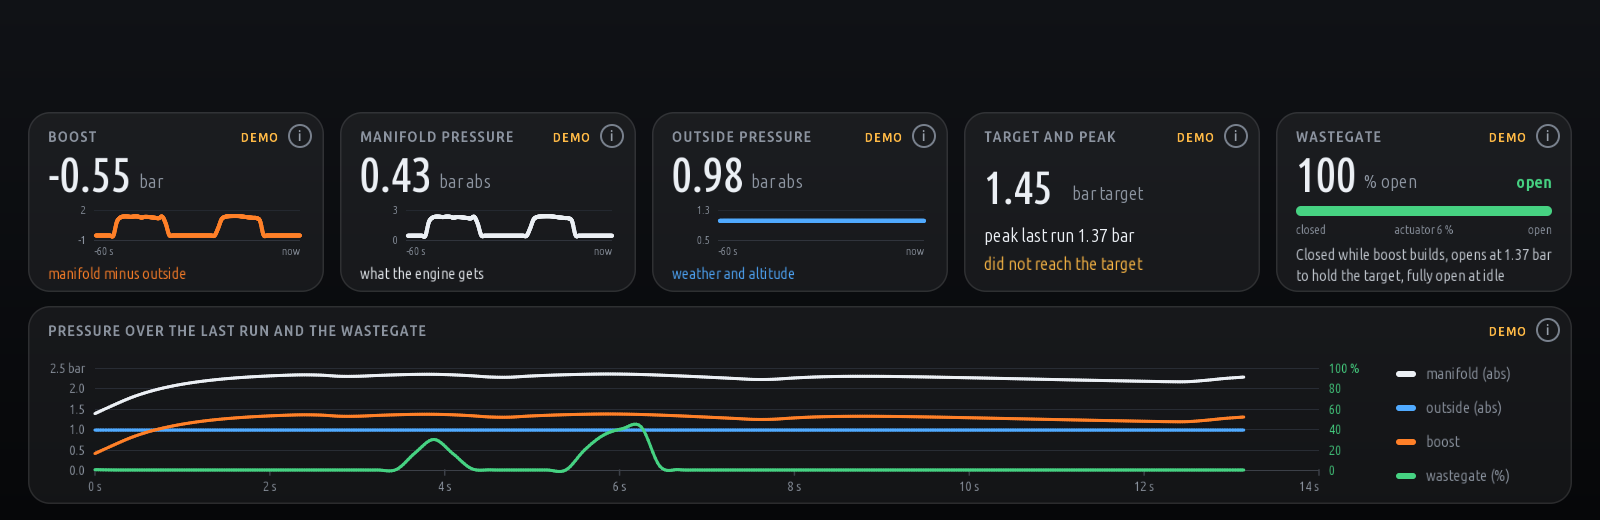 BOOST DEMO i
-0.55 bar
2
-1
-60 s now
manifold minus outside
MANIFOLD PRESSURE DEMO i
0.43 bar abs
3
0
-60 s now
what the engine gets
OUTSIDE PRESSURE DEMO i
0.98 bar abs
1.3
0.5
-60 s now
weather and altitude
TARGET AND PEAK DEMO i
1.45 bar target
peak last run 1.37 bar
did not reach the target
WASTEGATE DEMO i
100 % open open
closed actuator 6 % open
Closed while boost builds, opens at 1.37 bar
to hold the target, fully open at idle
PRESSURE OVER THE LAST RUN AND THE WASTEGATE DEMO i
2.5 bar 100 %
2.0 80
1.5 60
1.0 40
0.5 20
0.0 0
0 s 2 s 4 s 6 s 8 s 10 s 12 s 14 s
manifold (abs)
outside (abs)
boost
wastegate (%)